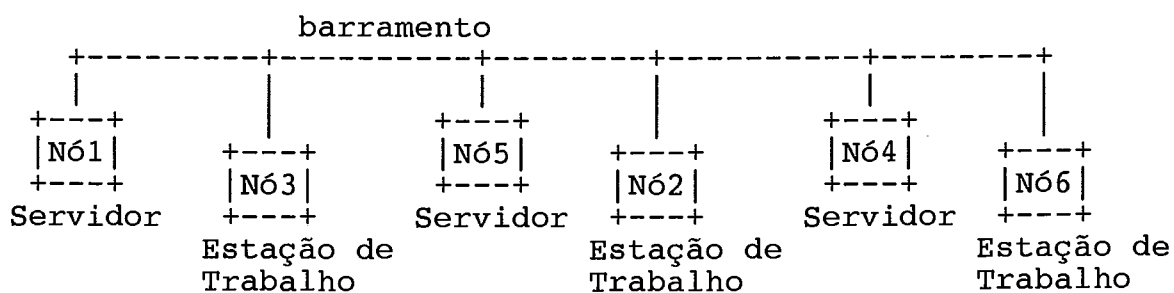 barramento
Nó1
Nó3
Nó5
Nó2
Nó4
Nó6
Servidor
Servidor
Servidor
Estação de
Trabalho
Estação de
Trabalho
Estação de
Trabalho